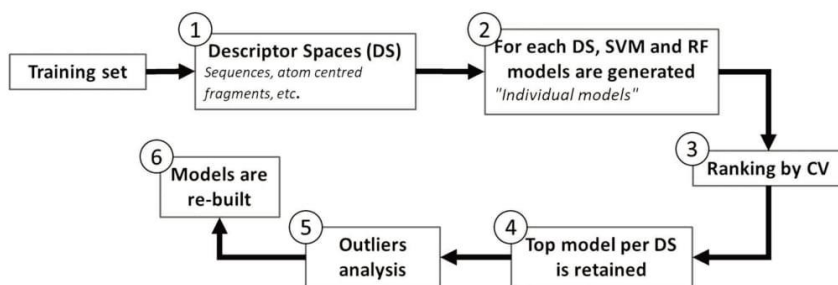 Training set
1
Descriptor Spaces (DS)
Sequences, atom centred
fragments, etc.
2
For each DS, SVM and RF
models are generated
"Individual models"
3
Ranking by CV
4
Top model per DS
is retained
5
Outliers
analysis
6
Models are
re-built